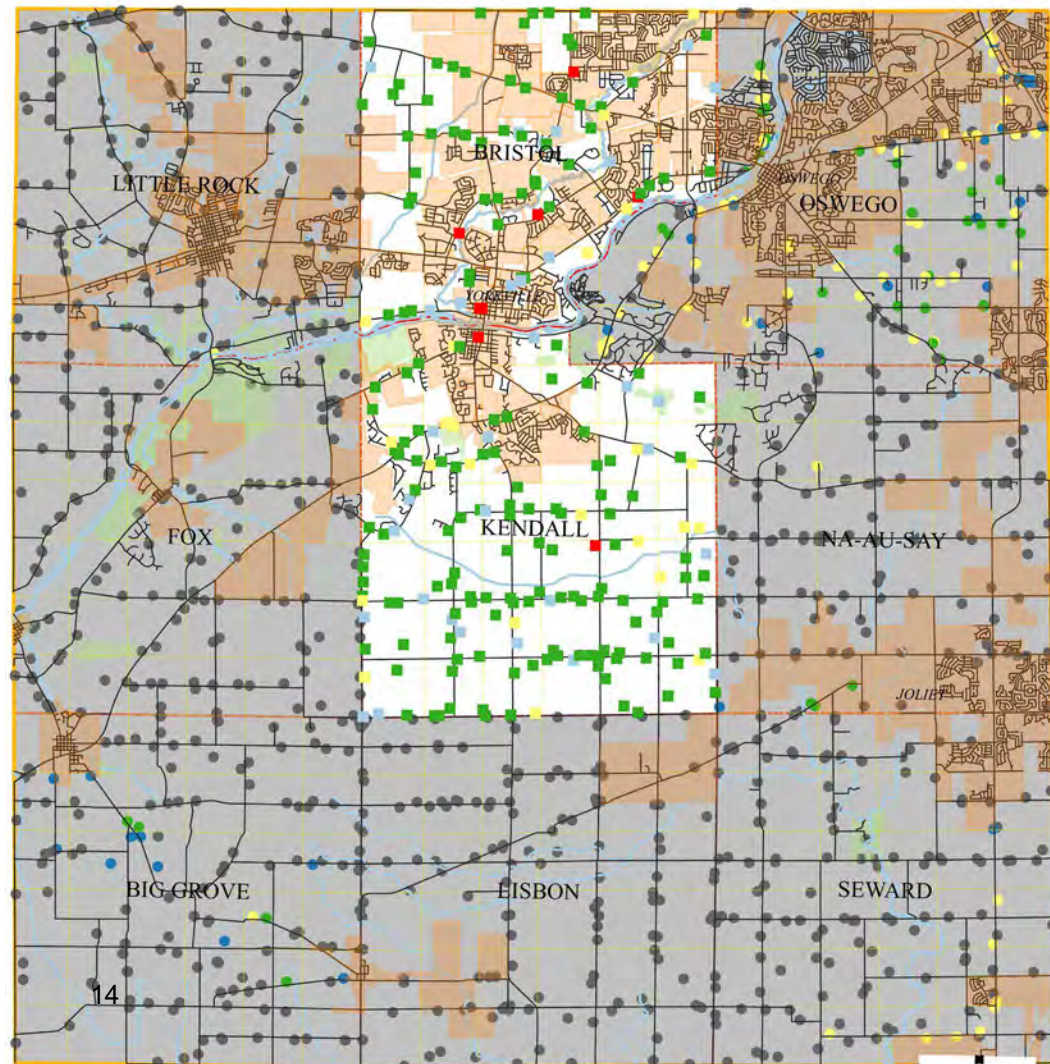 BRISTOL
LITTLE ROCK
OSWEGO
OSWEGO
YORKVILLE
KENDALL
FOX
NA-AU-SAY
JOLIET
BIG GROVE
LISBON
SEWARD
14